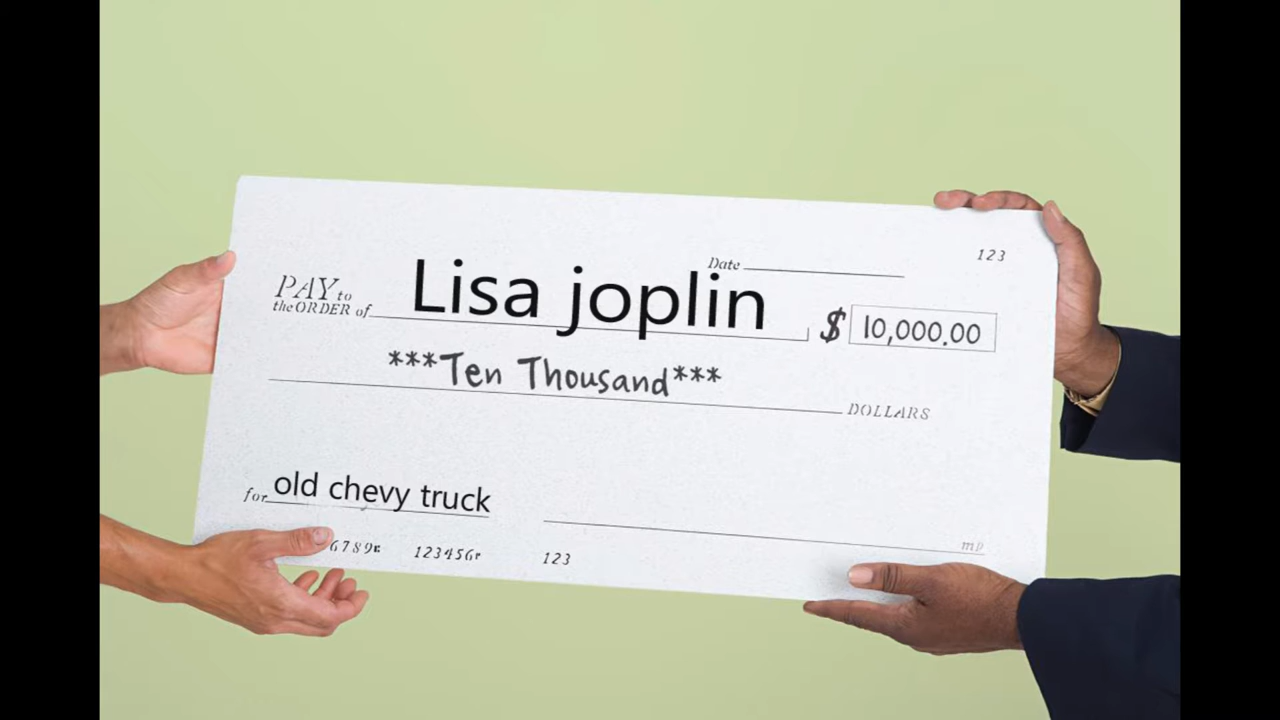 123
Date
PAY to
the ORDER of Lisa joplin $ 10,000.00
***Ten Thousand***
DOLLARS
for old chevy truck
mp
6789⑆ 123456⑈ 123